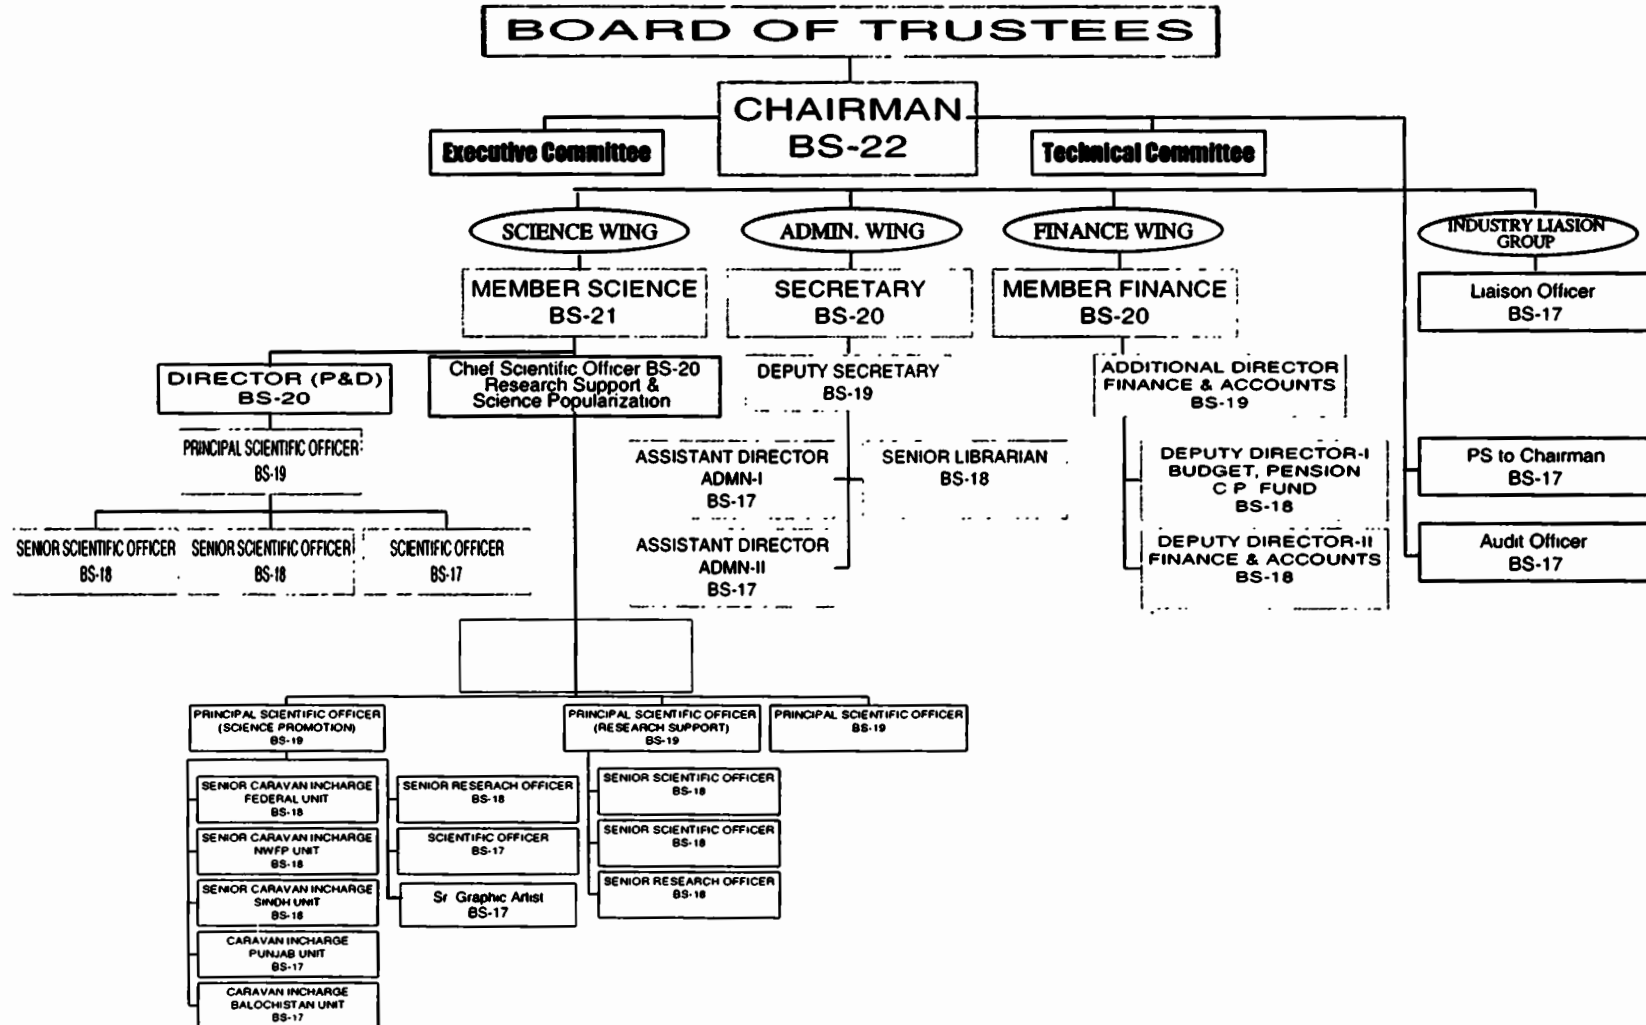 BOARD OF TRUSTEES
CHAIRMAN
BS-22
Executive Committee
Technical Committee
SCIENCE WING
ADMIN. WING
FINANCE WING
INDUSTRY LIASION
GROUP
MEMBER SCIENCE
BS-21
SECRETARY
BS-20
MEMBER FINANCE
BS-20
Liaison Officer
BS-17
DIRECTOR (P&D)
BS-20
Chief Scientific Officer BS-20
Research Support &
Science Popularization
DEPUTY SECRETARY
BS-19
ADDITIONAL DIRECTOR
FINANCE & ACCOUNTS
BS-19
PRINCIPAL SCIENTIFIC OFFICER
BS-19
ASSISTANT DIRECTOR
ADMN-I
BS-17
SENIOR LIBRARIAN
BS-18
DEPUTY DIRECTOR-I
BUDGET, PENSION
C P FUND
BS-18
PS to Chairman
BS-17
SENIOR SCIENTIFIC OFFICER
BS-18
SENIOR SCIENTIFIC OFFICER
BS-18
SCIENTIFIC OFFICER
BS-17
ASSISTANT DIRECTOR
ADMN-II
BS-17
DEPUTY DIRECTOR-II
FINANCE & ACCOUNTS
BS-18
Audit Officer
BS-17
PRINCIPAL SCIENTIFIC OFFICER
(SCIENCE PROMOTION)
BS-19
PRINCIPAL SCIENTIFIC OFFICER
(RESEARCH SUPPORT)
BS-19
PRINCIPAL SCIENTIFIC OFFICER
BS-19
SENIOR CARAVAN INCHARGE
FEDERAL UNIT
BS-18
SENIOR RESERACH OFFICER
BS-18
SENIOR SCIENTIFIC OFFICER
BS-18
SENIOR CARAVAN INCHARGE
NWFP UNIT
BS-18
SCIENTIFIC OFFICER
BS-17
SENIOR SCIENTIFIC OFFICER
BS-18
SENIOR CARAVAN INCHARGE
SINDH UNIT
BS-18
Sr Graphic Artist
BS-17
SENIOR RESEARCH OFFICER
BS-18
CARAVAN INCHARGE
PUNJAB UNIT
BS-17
CARAVAN INCHARGE
BALOCHISTAN UNIT
BS-17